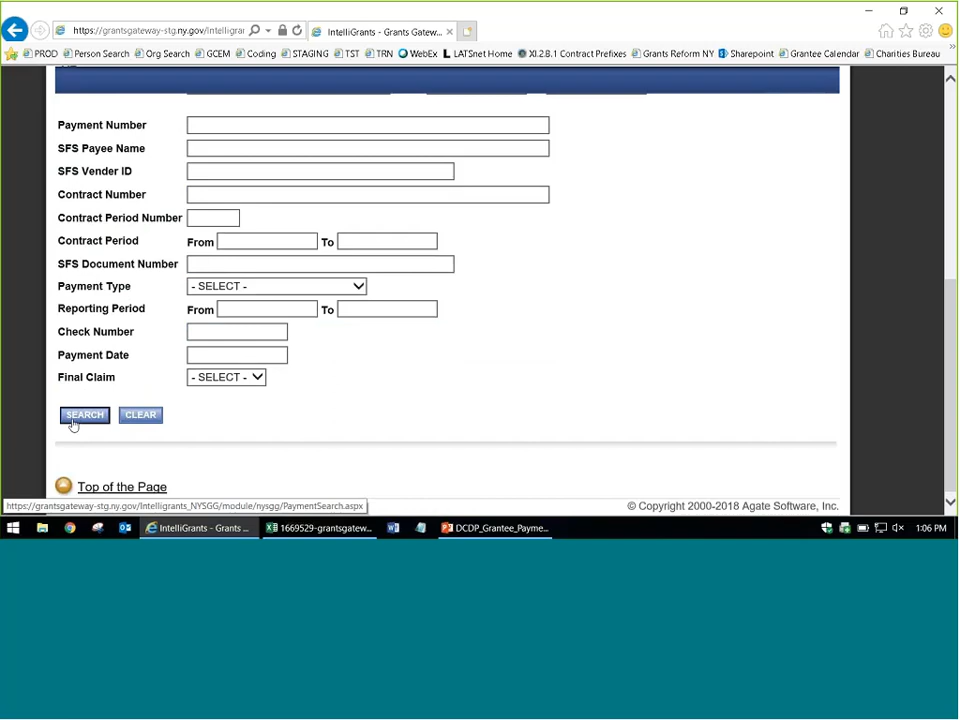 https://grantsgateway-stg.ny.gov/Intelligrar
IntelliGrants - Grants Gatew...
PROD Person Search Org Search GCEM Coding STAGING TST TRN WebEx LATSnet Home XI.2.8.1 Contract Prefixes Grants Reform NY Sharepoint Grantee Calendar Charities Bureau
Payment Number
SFS Payee Name
SFS Vender ID
Contract Number
Contract Period Number
Contract Period From To
SFS Document Number
Payment Type - SELECT -
Reporting Period From To
Check Number
Payment Date
Final Claim - SELECT -
SEARCH CLEAR
Top of the Page
https://grantsgateway-stg.ny.gov/Intelligrants_NYSGG/module/nysgg/PaymentSearch.aspx
© Copyright 2000-2018 Agate Software, Inc.
IntelliGrants - Grants ... 1669529-grantsgatew... DCDP_Grantee_Payme... 1:06 PM